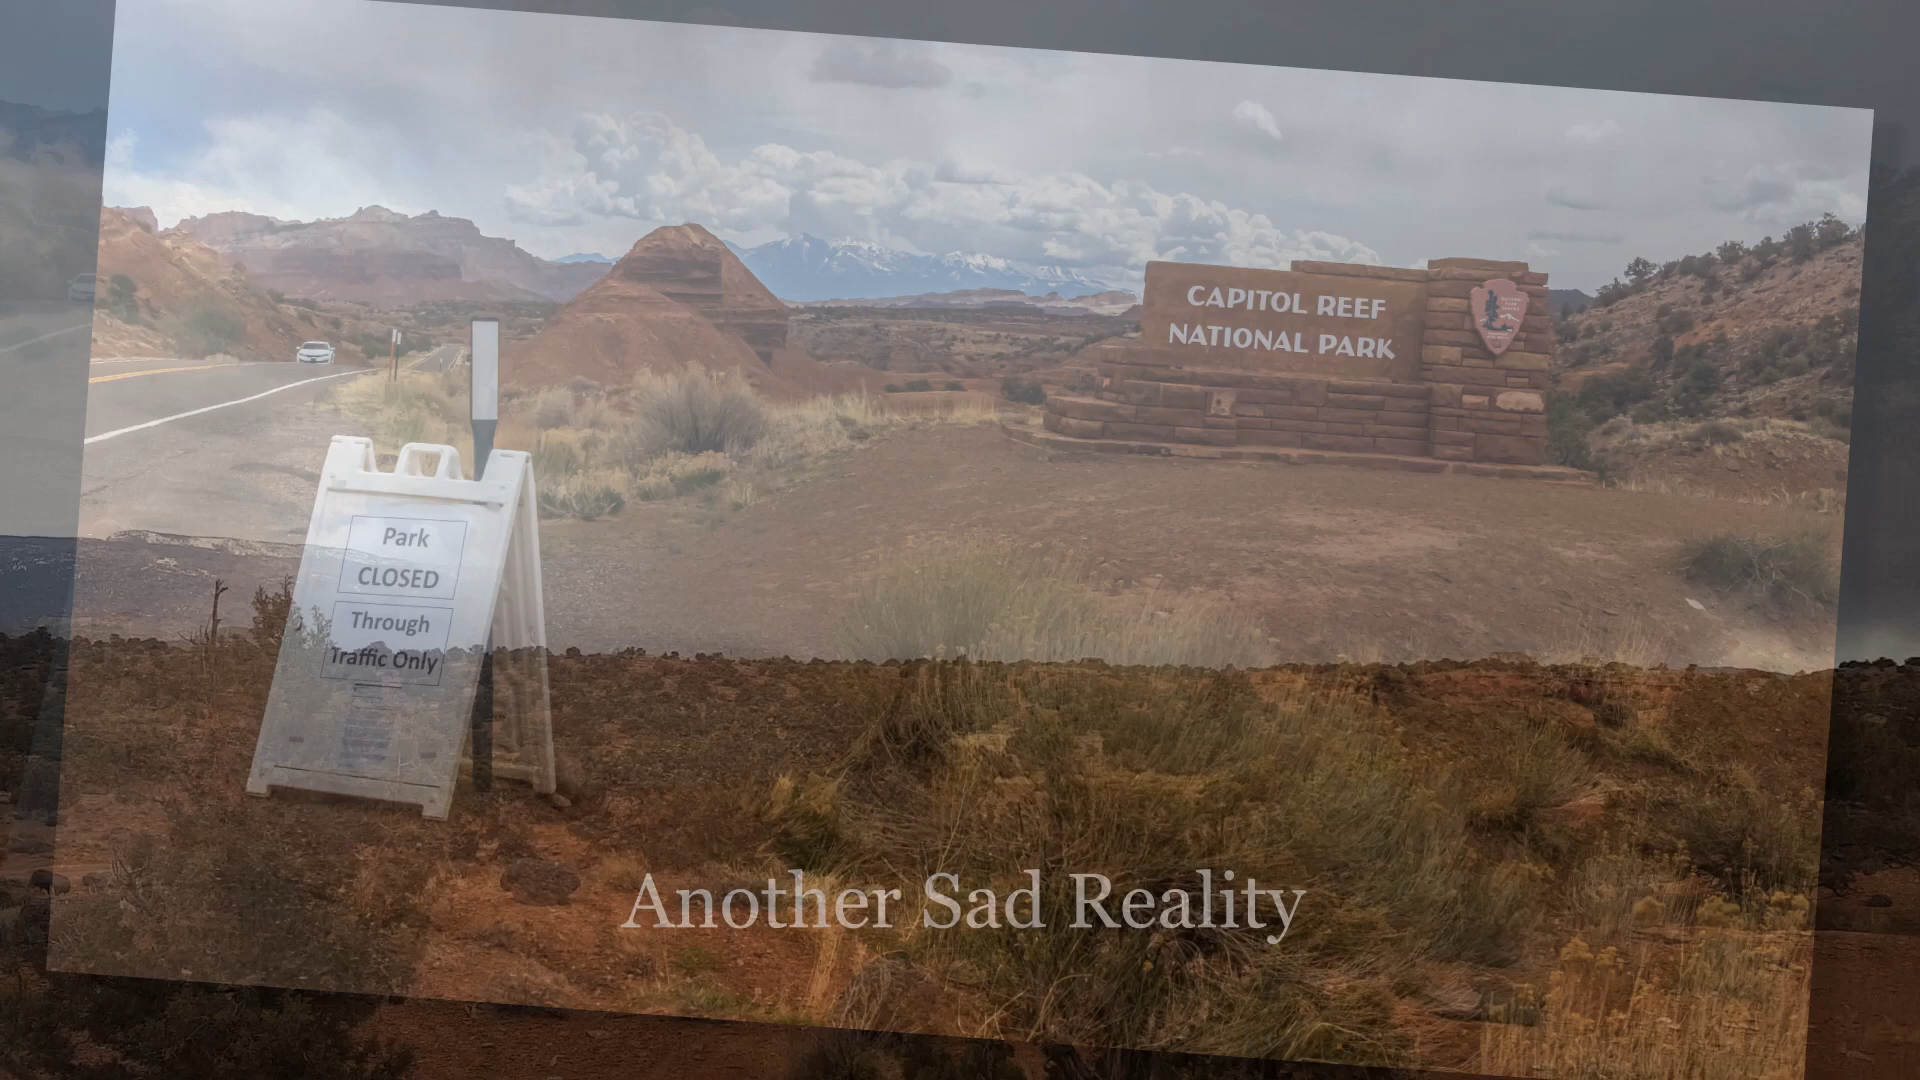 CAPITOL REEF
NATIONAL PARK
Park
CLOSED
Through
Traffic Only
Another Sad Reality